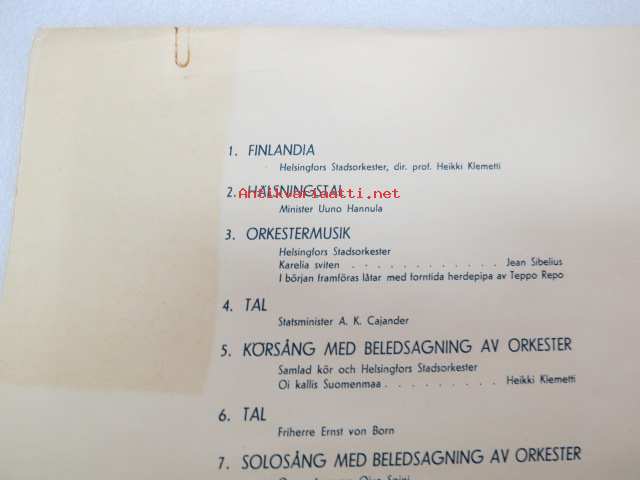 1. FINLANDIA
Helsingfors Stadsorkester, dir. prof. Heikki Klemetti
2. HÄLSNINGSTAL
Antikvariaatti.net
Minister Uuno Hannula
3. ORKESTERMUSIK
Helsingfors Stadsorkester
Karelia sviten . . . . . . . . . . . . Jean Sibelius
I början framföras låtar med forntida herdepipa av Teppo Repo
4. TAL
Statsminister A. K. Cajander
5. KÖRSÅNG MED BELEDSAGNING AV ORKESTER
Samlad kör och Helsingfors Stadsorkester
Oi kallis Suomenmaa . . . . . . . . . Heikki Klemetti
6. TAL
Friherre Ernst von Born
7. SOLOSÅNG MED BELEDSAGNING AV ORKESTER